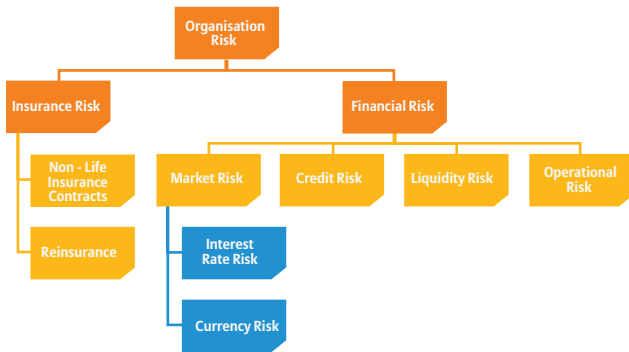 Organisation
Risk
Insurance Risk
Financial Risk
Non - Life
Insurance
Contracts
Market Risk
Credit Risk
Liquidity Risk
Operational
Risk
Reinsurance
Interest
Rate Risk
Currency Risk